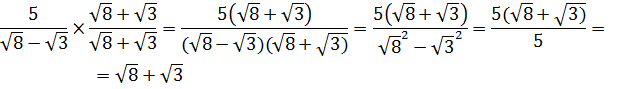 5/(√8 − √3) × (√8 + √3)/(√8 + √3) = 5(√8 + √3)/((√8 − √3)(√8 + √3)) = 5(√8 + √3)/(√8² − √3²) = 5(√8 + √3)/5 =
= √8 + √3